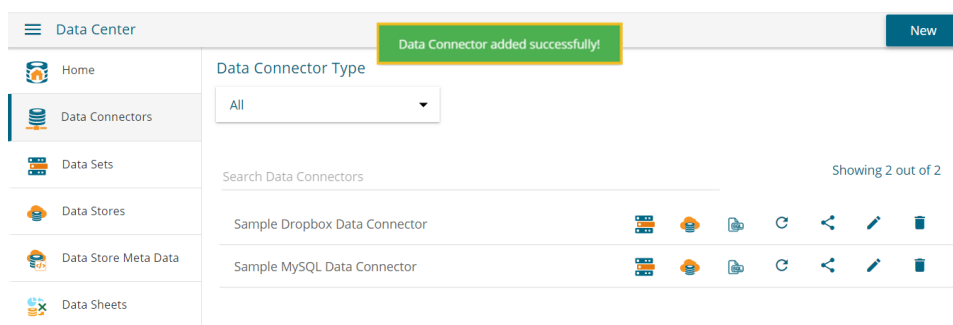 Data Center
Data Connector added successfully!
New
Home
Data Connectors
Data Sets
Data Stores
Data Store Meta Data
Data Sheets
Data Connector Type
All
Search Data Connectors
Showing 2 out of 2
Sample Dropbox Data Connector
Sample MySQL Data Connector